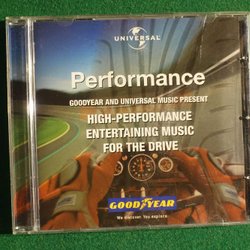 UNIVERSAL
Performance
GOODYEAR AND UNIVERSAL MUSIC PRESENT
HIGH-PERFORMANCE
ENTERTAINING MUSIC
FOR THE DRIVE
GOODYEAR
We discover. You explore.